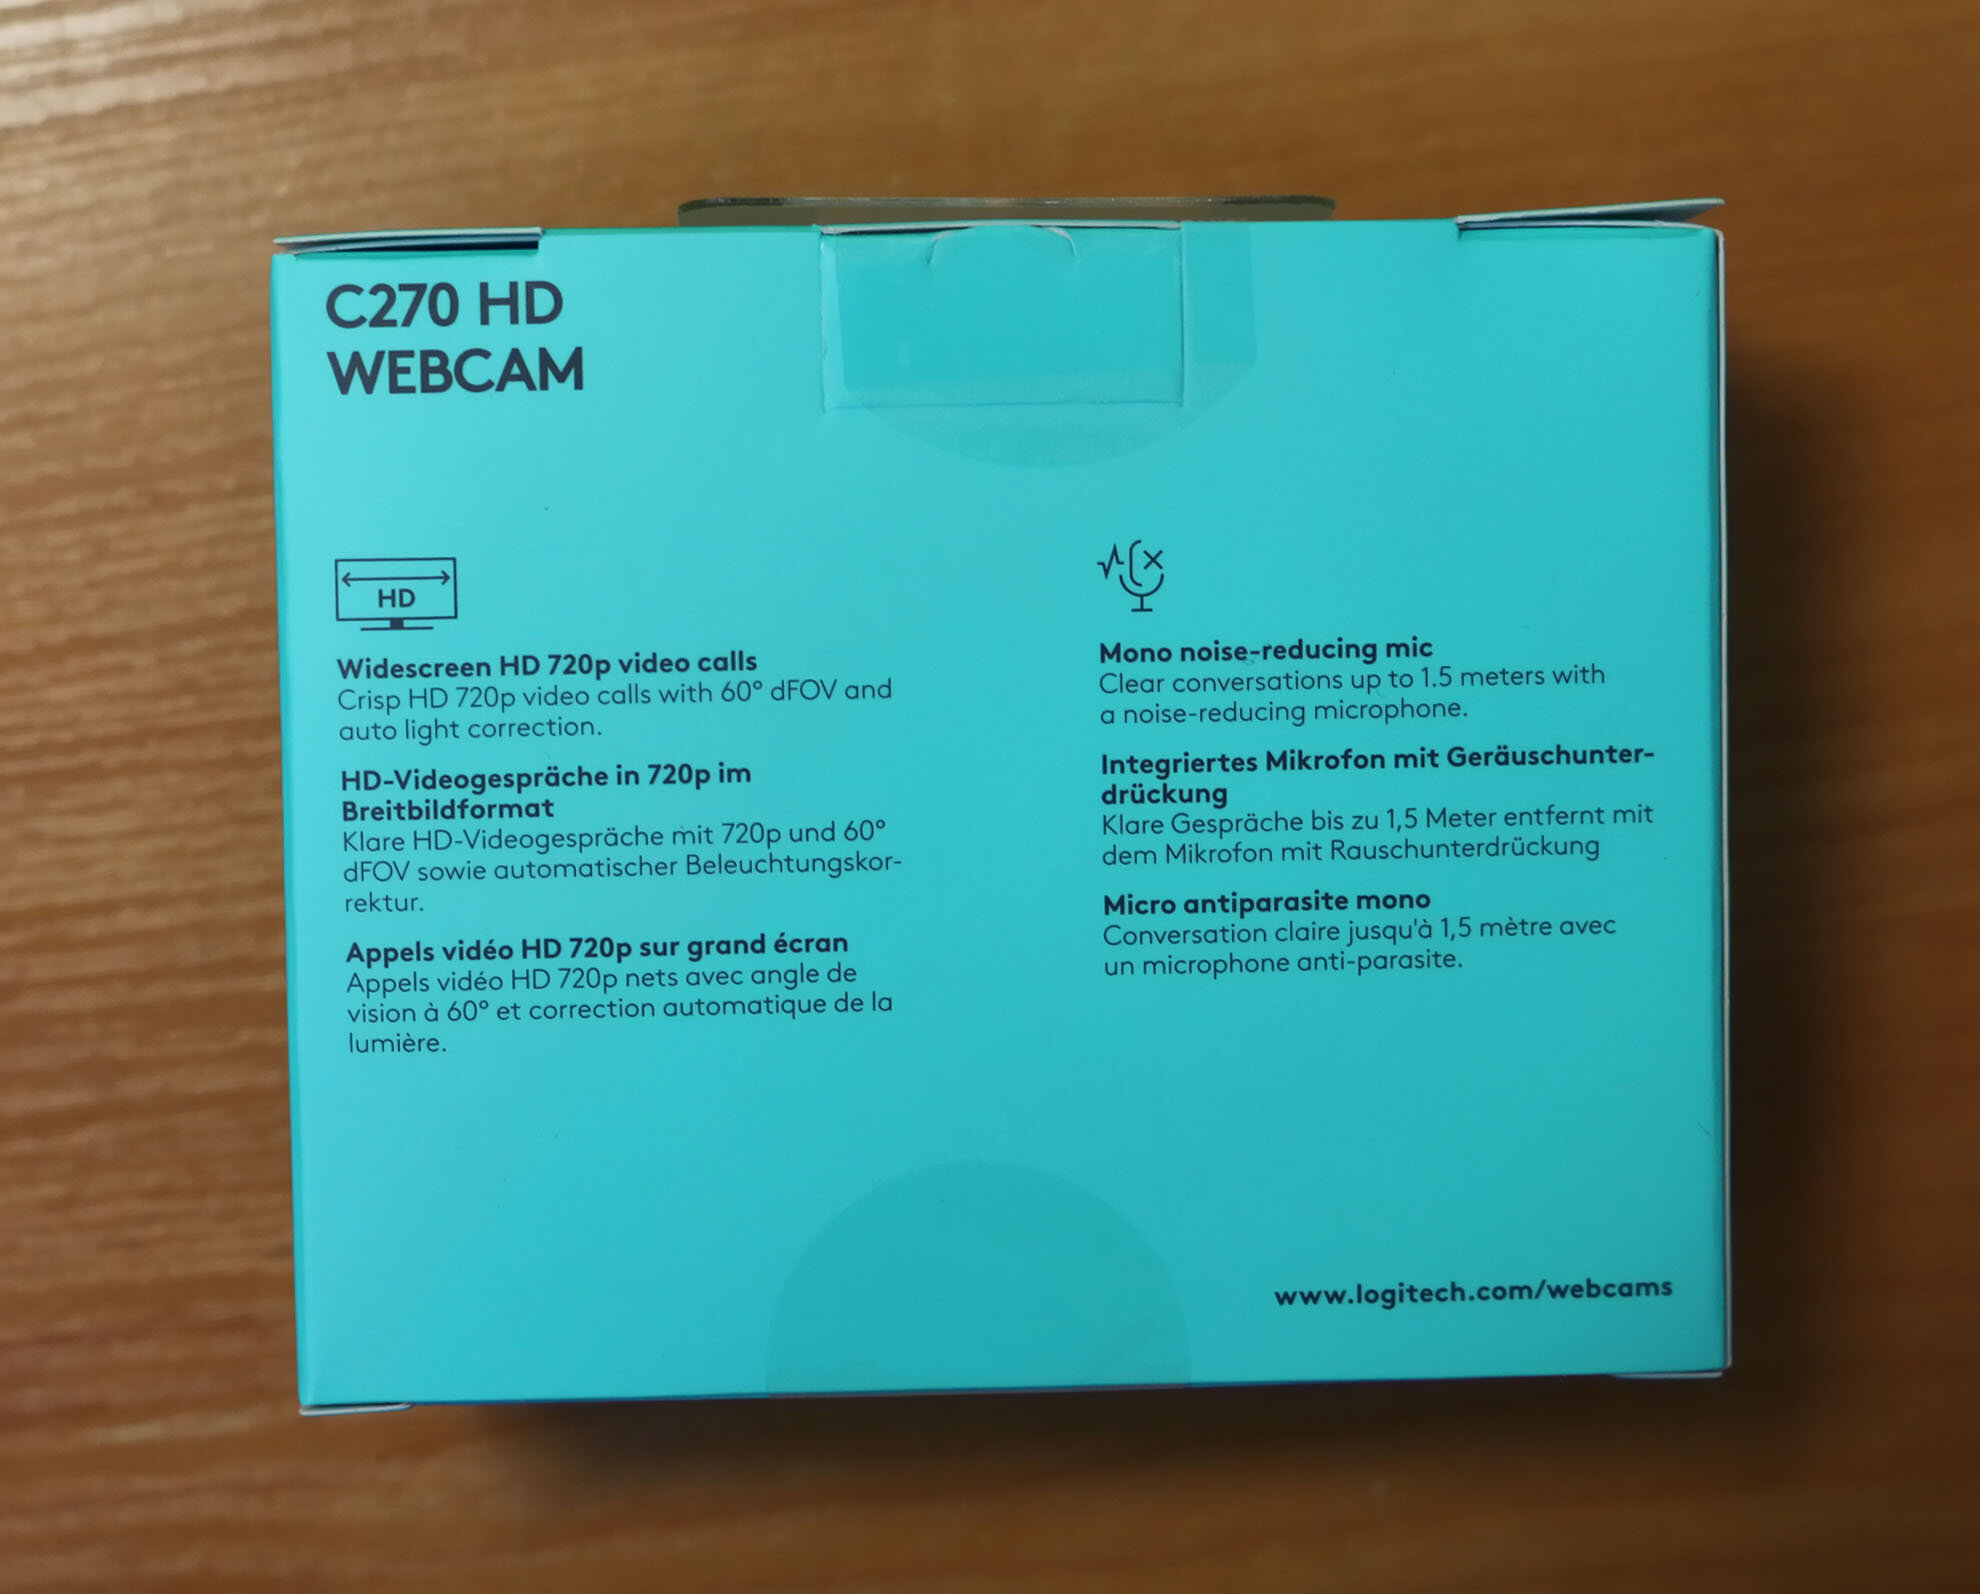 C270 HD
WEBCAM
HD
Widescreen HD 720p video calls
Crisp HD 720p video calls with 60° dFOV and
auto light correction.
HD-Videogespräche in 720p im
Breitbildformat
Klare HD-Videogespräche mit 720p und 60°
dFOV sowie automatischer Beleuchtungskor-
rektur.
Appels vidéo HD 720p sur grand écran
Appels vidéo HD 720p nets avec angle de
vision à 60° et correction automatique de la
lumière.
Mono noise-reducing mic
Clear conversations up to 1.5 meters with
a noise-reducing microphone.
Integriertes Mikrofon mit Geräuschunter-
drückung
Klare Gespräche bis zu 1,5 Meter entfernt mit
dem Mikrofon mit Rauschunterdrückung
Micro antiparasite mono
Conversation claire jusqu'à 1,5 mètre avec
un microphone anti-parasite.
www.logitech.com/webcams